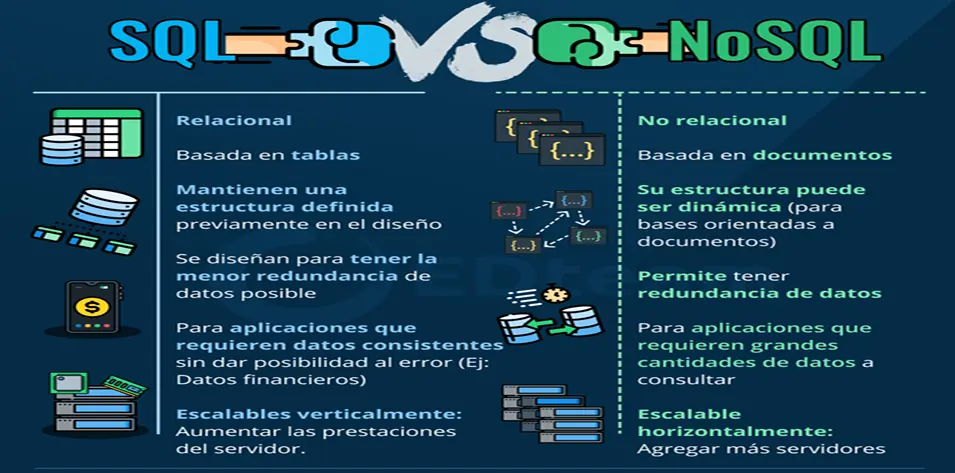 SQL VS NoSQL
Relacional
Basada en tablas
Mantienen una
estructura definida
previamente en el diseño
Se diseñan para tener la
menor redundancia de
datos posible
Para aplicaciones que
requieren datos consistentes
sin dar posibilidad al error (Ej:
Datos financieros)
Escalables verticalmente:
Aumentar las prestaciones
del servidor.
No relacional
{...}
Basada en documentos
Su estructura puede
ser dinámica (para
bases orientadas a
documentos)
{...}
{...}
{...}
{...}
Permite tener
redundancia de datos
Para aplicaciones que
requieren grandes
cantidades de datos a
consultar
Escalable
horizontalmente:
Agregar más servidores
$